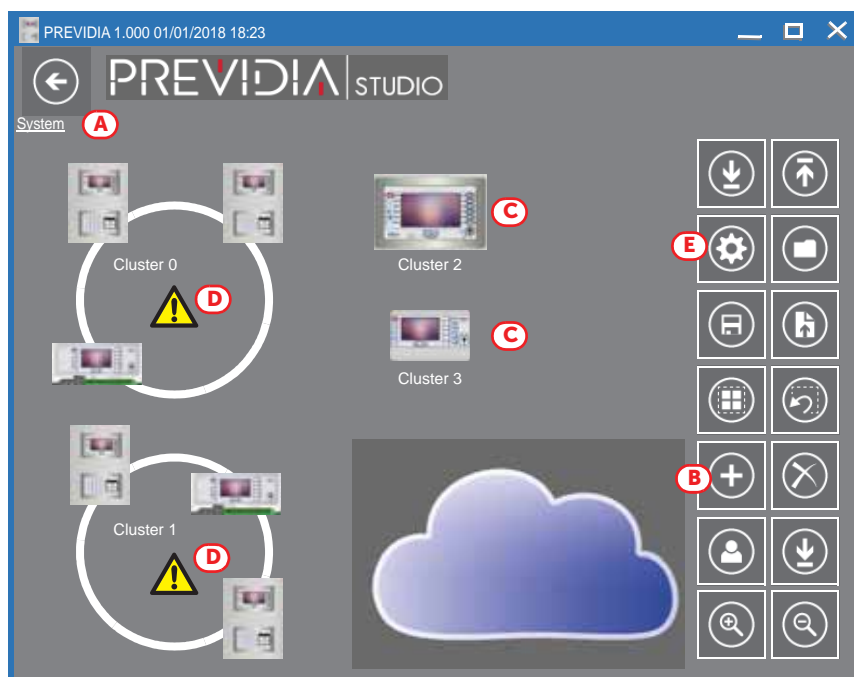 PREVIDIA 1.000 01/01/2018 18:23
PREVIDIA STUDIO
System A
Cluster 0
D
C
Cluster 2
C
Cluster 3
Cluster 1
D
E
B